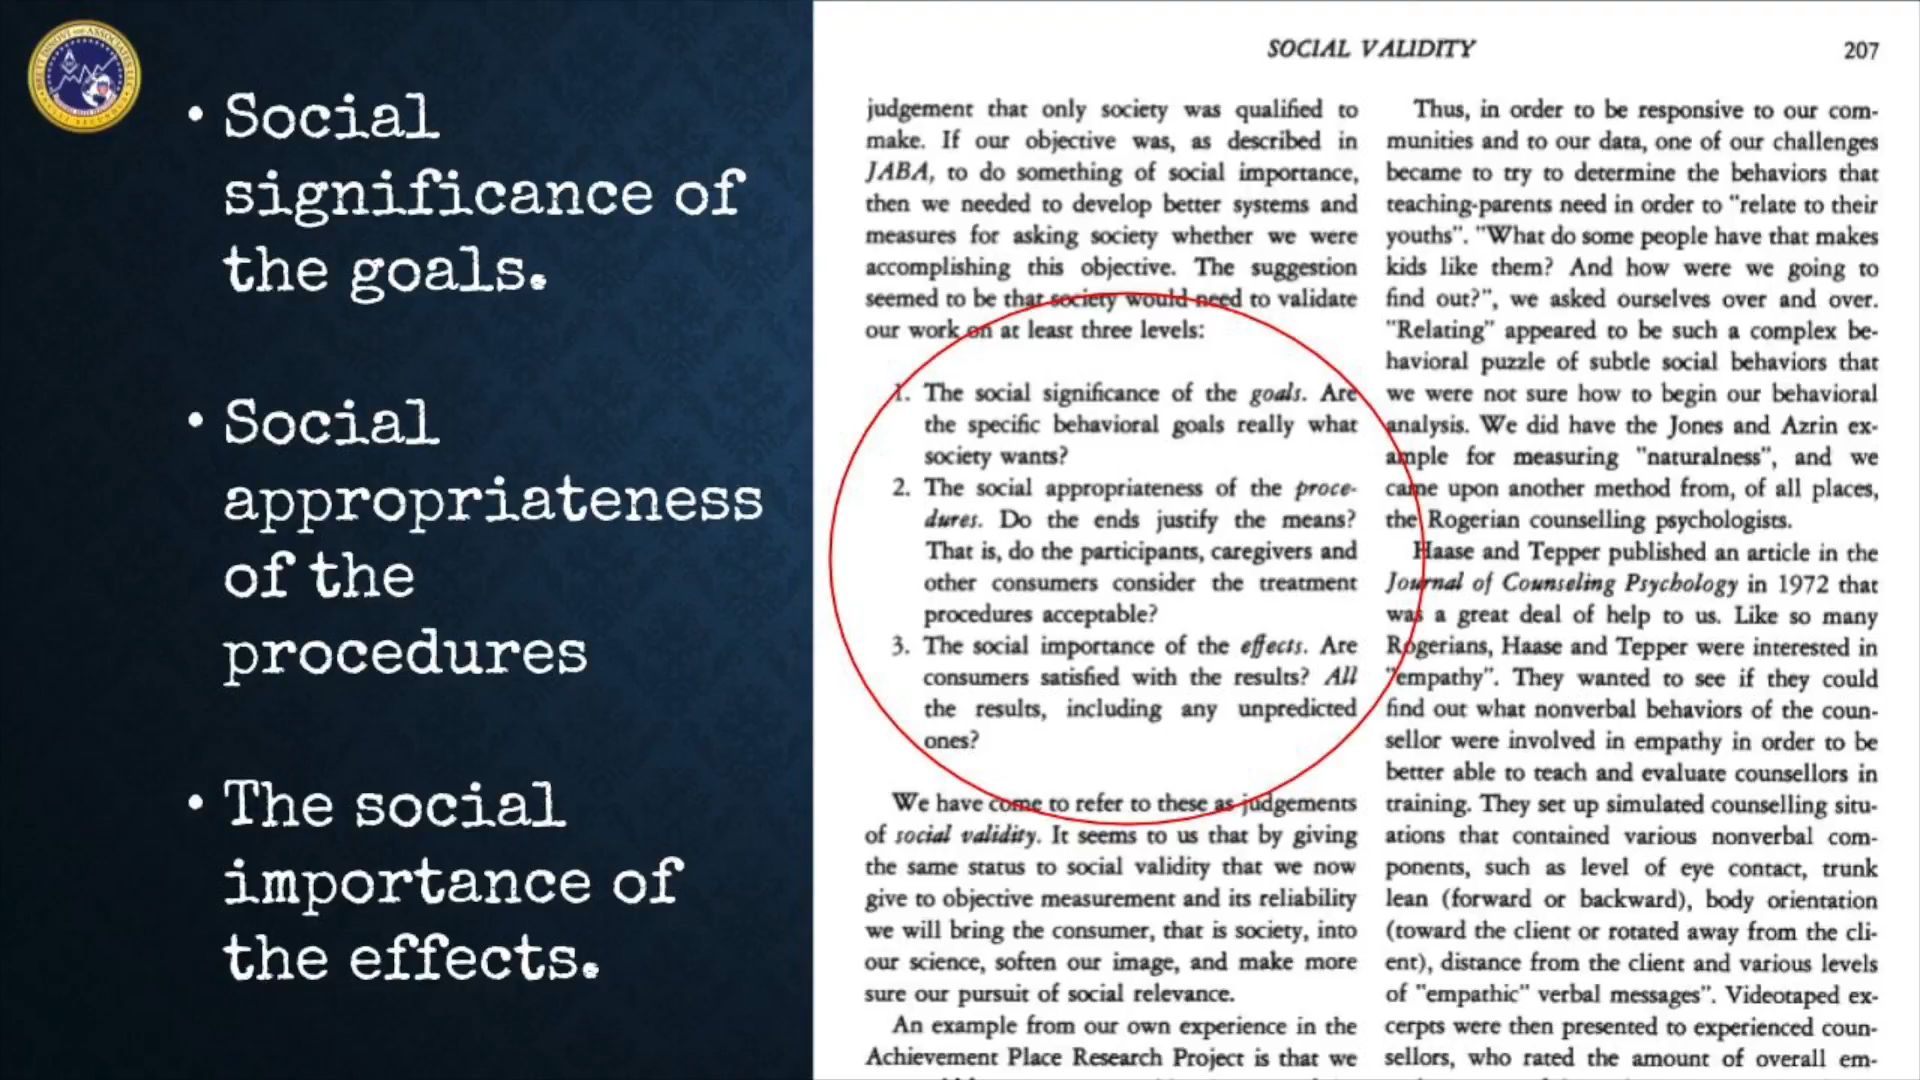 • Social
significance of
the goals.
• Social
appropriateness
of the
procedures
• The social
importance of
the effects.
SOCIAL VALIDITY
207
judgement that only society was qualified to
make. If our objective was, as described in
JABA, to do something of social importance,
then we needed to develop better systems and
measures for asking society whether we were
accomplishing this objective. The suggestion
seemed to be that society would need to validate
our work on at least three levels:
1. The social significance of the goals. Are
the specific behavioral goals really what
society wants?
2. The social appropriateness of the proce-
dures. Do the ends justify the means?
That is, do the participants, caregivers and
other consumers consider the treatment
procedures acceptable?
3. The social importance of the effects. Are
consumers satisfied with the results? All
the results, including any unpredicted
ones?
We have come to refer to these as judgements
of social validity. It seems to us that by giving
the same status to social validity that we now
give to objective measurement and its reliability
we will bring the consumer, that is society, into
our science, soften our image, and make more
sure our pursuit of social relevance.
An example from our own experience in the
Achievement Place Research Project is that we
Thus, in order to be responsive to our com-
munities and to our data, one of our challenges
became to try to determine the behaviors that
teaching-parents need in order to "relate to their
youths". "What do some people have that makes
kids like them? And how were we going to
find out?", we asked ourselves over and over.
"Relating" appeared to be such a complex be-
havioral puzzle of subtle social behaviors that
we were not sure how to begin our behavioral
analysis. We did have the Jones and Azrin ex-
ample for measuring "naturalness", and we
came upon another method from, of all places,
the Rogerian counselling psychologists.
Haase and Tepper published an article in the
Journal of Counseling Psychology in 1972 that
was a great deal of help to us. Like so many
Rogerians, Haase and Tepper were interested in
"empathy". They wanted to see if they could
find out what nonverbal behaviors of the coun-
sellor were involved in empathy in order to be
better able to teach and evaluate counsellors in
training. They set up simulated counselling situ-
ations that contained various nonverbal com-
ponents, such as level of eye contact, trunk
lean (forward or backward), body orientation
(toward the client or rotated away from the cli-
ent), distance from the client and various levels
of "empathic" verbal messages". Videotaped ex-
cerpts were then presented to experienced coun-
sellors, who rated the amount of overall em-